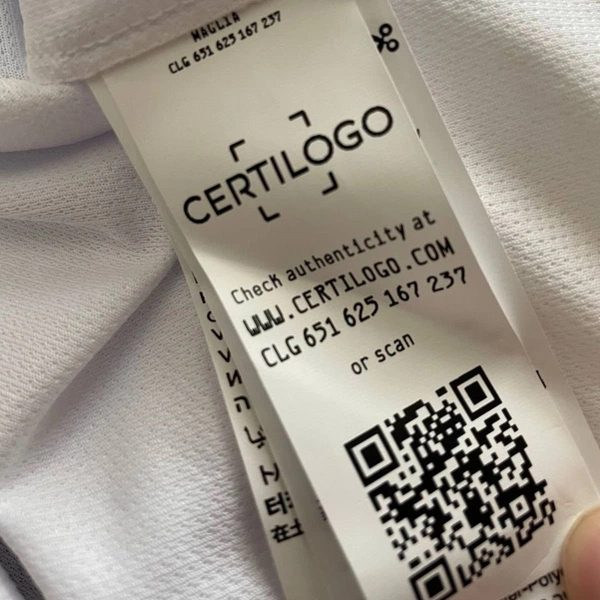 MAGLIA
CLG 651 625 167 237
CERTILOGO
Check authenticity at
WWW.CERTILOGO.COM
CLG 651 625 167 237
or scan